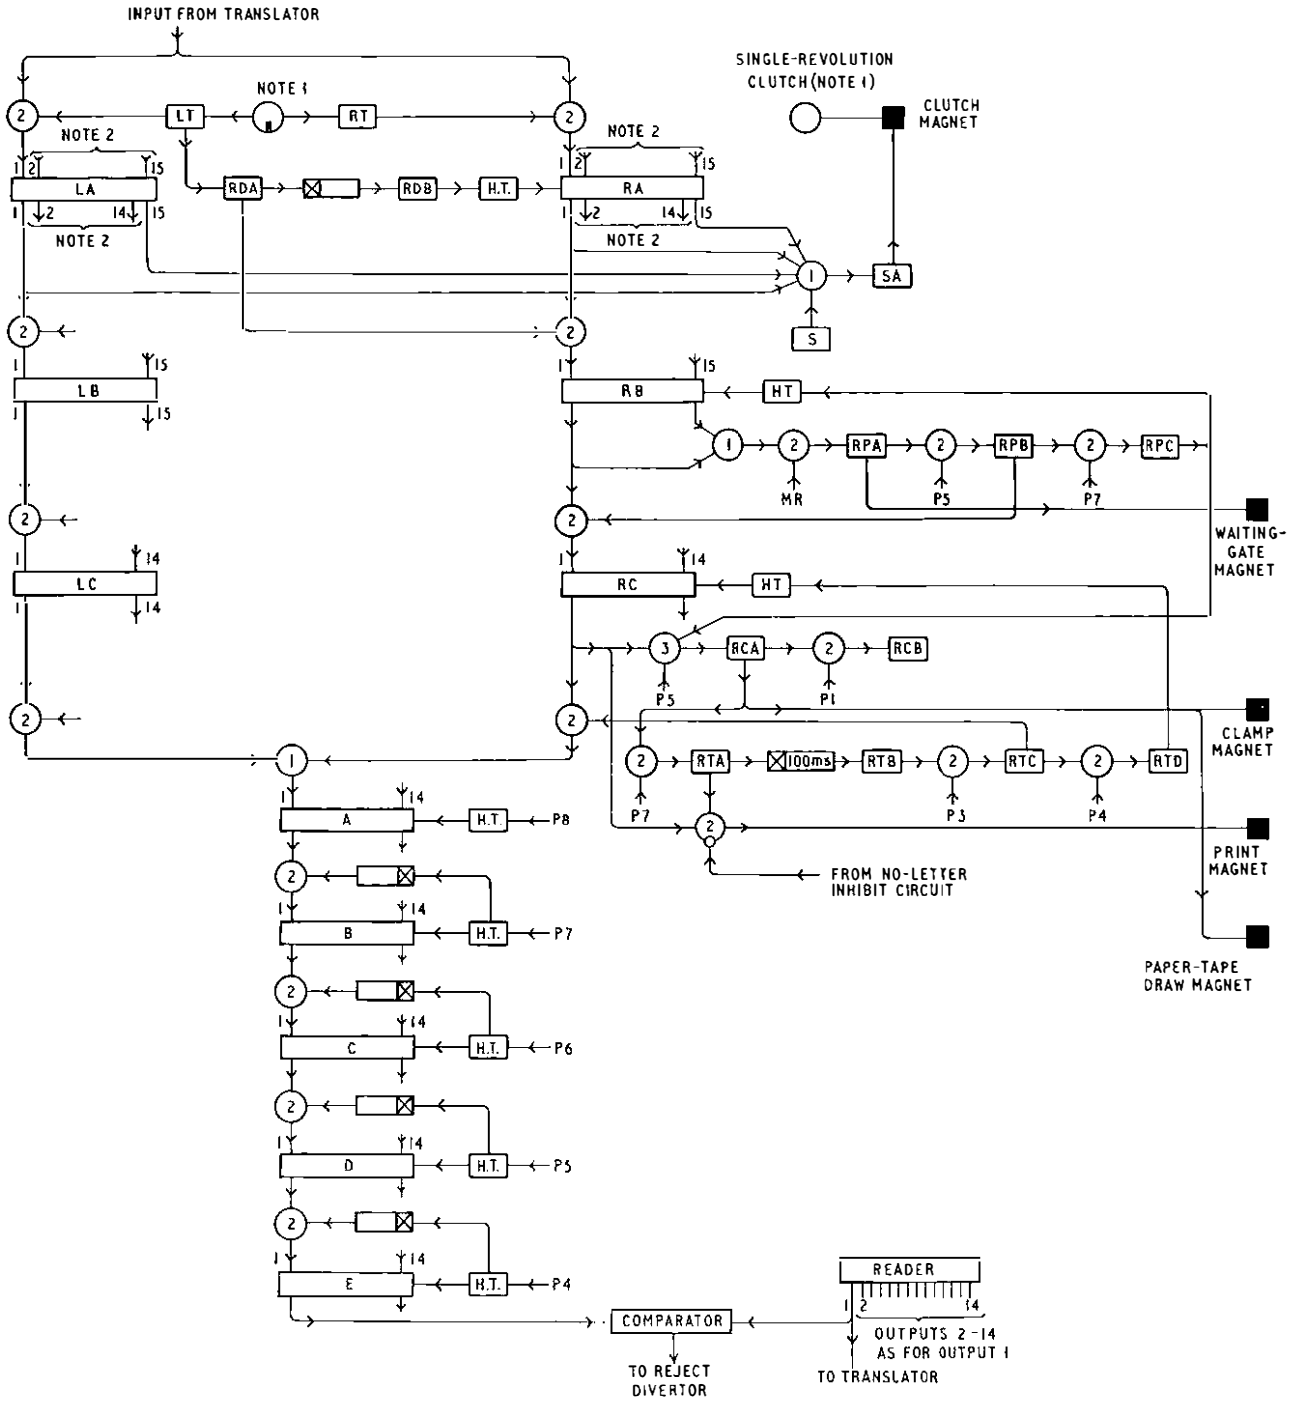 INPUT FROM TRANSLATOR
SINGLE-REVOLUTION
CLUTCH (NOTE 1)
CLUTCH
MAGNET
NOTE 1
2 LT RT 2
NOTE 2 NOTE 2
1 2 15 1 2 15
LA RDA RDB H.T. RA
1 2 14 15 1 2 14 15
NOTE 2 NOTE 2
1 SA
2 2 S
1 15 1 15
LB RB HT
1 15
1 2 RPA 2 RPB 2 RPC
MR P5 P7
2 2
WAITING-
GATE
MAGNET
1 14 1 14
LC RC HT
1 14
3 RCA 2 RCB
P5 P1
2 2
CLAMP
MAGNET
1 2 RTA 100ms RTB 2 RTC 2 RTD
P7 P3 P4
1 14
A H.T. P8 2
PRINT
MAGNET
FROM NO-LETTER
INHIBIT CIRCUIT
2
1 14
B H.T. P7
PAPER-TAPE
DRAW MAGNET
2
1 14
C H.T. P6
2
1 14
D H.T. P5
2
1 14
E H.T. P4
READER
1 2 14
COMPARATOR
OUTPUTS 2-14
AS FOR OUTPUT 1
TO REJECT
DIVERTOR
TO TRANSLATOR